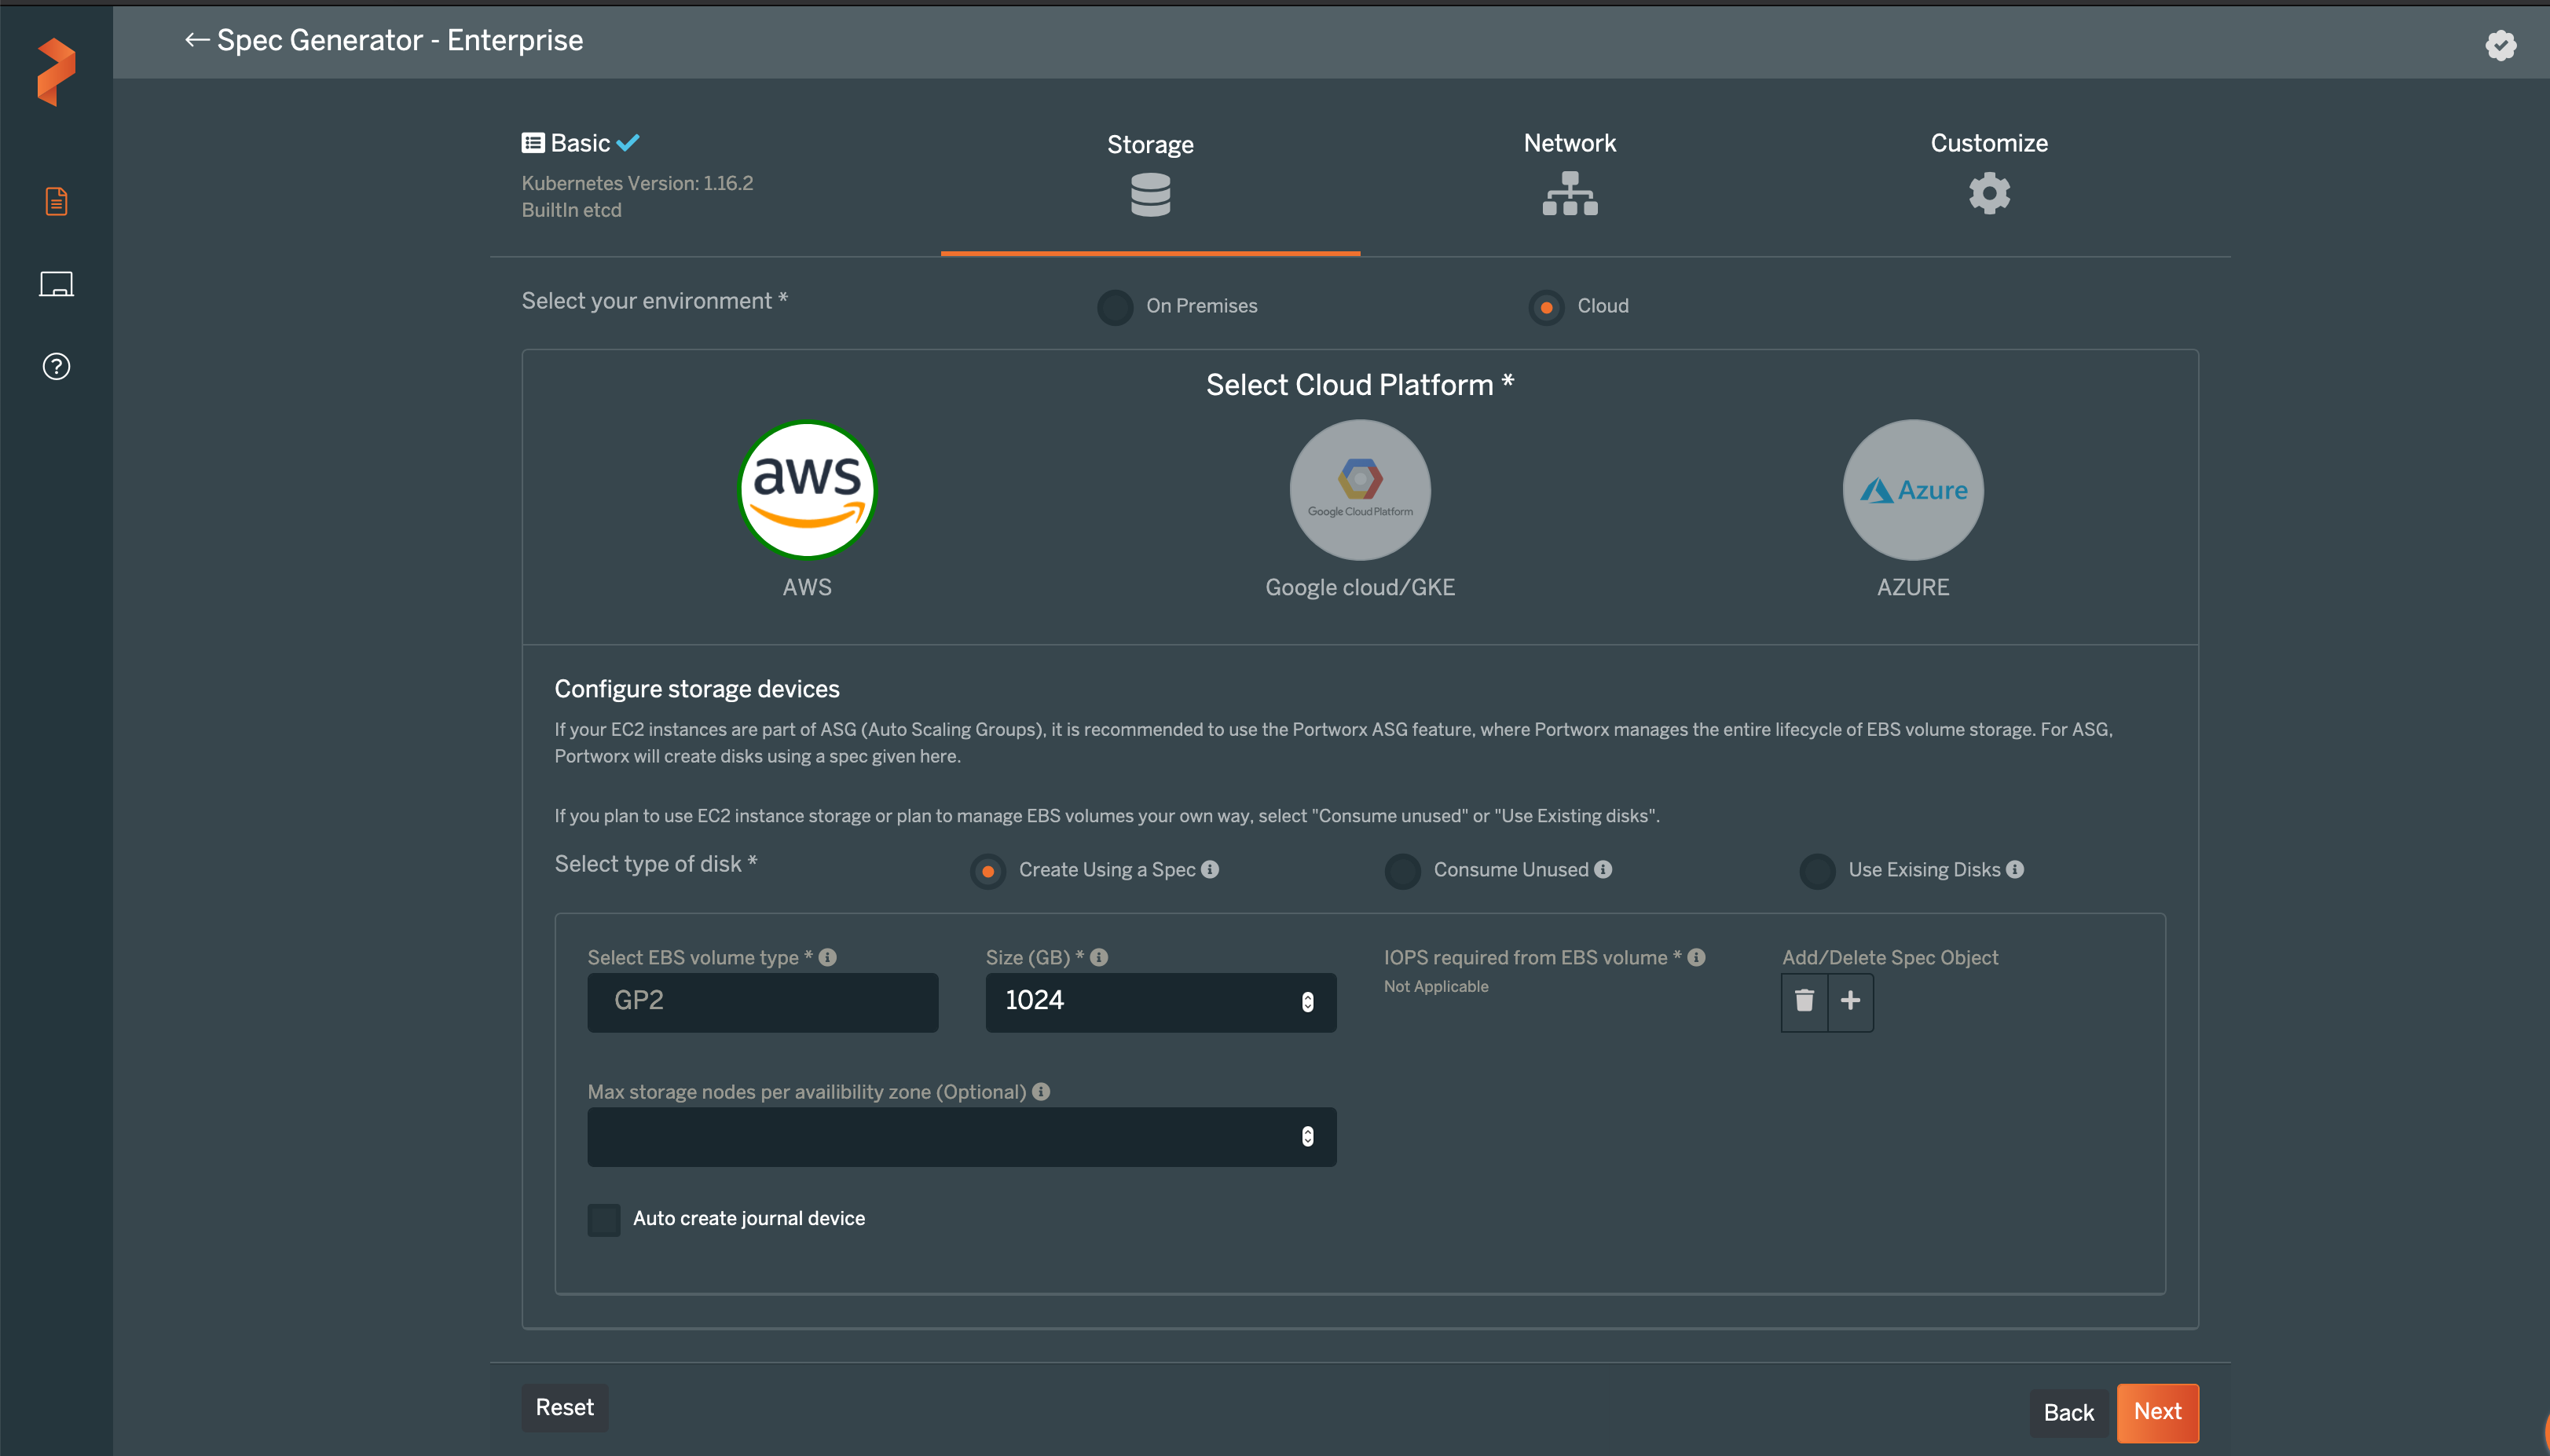 Spec Generator - Enterprise
Basic
Kubernetes Version: 1.16.2
BuiltIn etcd
Storage
Network
Customize
Select your environment *
On Premises
Cloud
Select Cloud Platform *
aws
Google Cloud Platform
Azure
AWS
Google cloud/GKE
AZURE
Configure storage devices
If your EC2 instances are part of ASG (Auto Scaling Groups), it is recommended to use the Portworx ASG feature, where Portworx manages the entire lifecycle of EBS volume storage. For ASG,
Portworx will create disks using a spec given here.
If you plan to use EC2 instance storage or plan to manage EBS volumes your own way, select "Consume unused" or "Use Existing disks".
Select type of disk *
Create Using a Spec
Consume Unused
Use Exising Disks
Select EBS volume type *
Size (GB) *
IOPS required from EBS volume *
Add/Delete Spec Object
GP2
1024
Not Applicable
Max storage nodes per availibility zone (Optional)
Auto create journal device
Reset
Back
Next